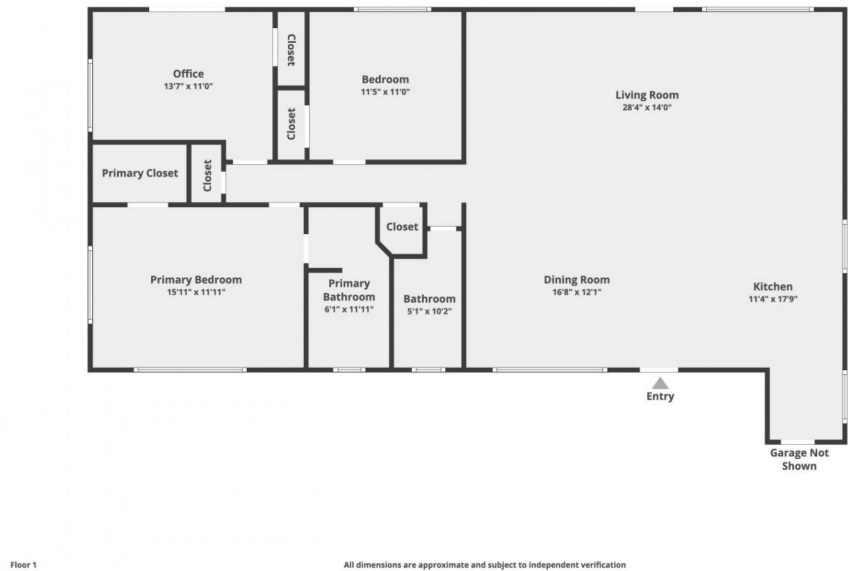 Office
13'7" x 11'0"
Closet
Closet
Bedroom
11'5" x 11'0"
Living Room
28'4" x 14'0"
Primary Closet
Closet
Closet
Primary Bedroom
15'11" x 11'11"
Primary
Bathroom
6'1" x 11'11"
Bathroom
5'1" x 10'2"
Dining Room
16'8" x 12'1"
Kitchen
11'4" x 17'9"
Entry
Garage Not
Shown
Floor 1
All dimensions are approximate and subject to independent verification